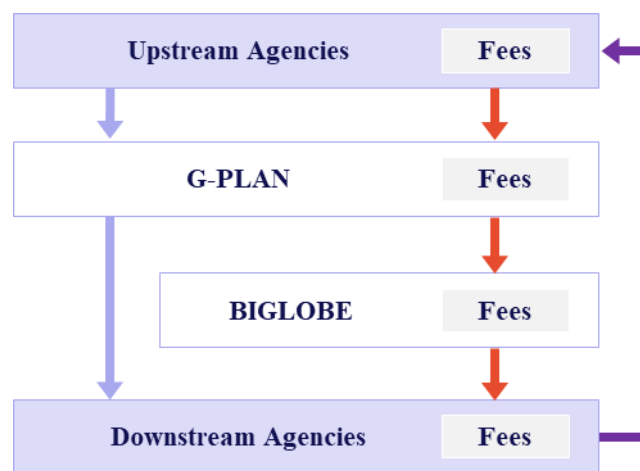 Upstream Agencies Fees
G-PLAN Fees
BIGLOBE Fees
Downstream Agencies Fees